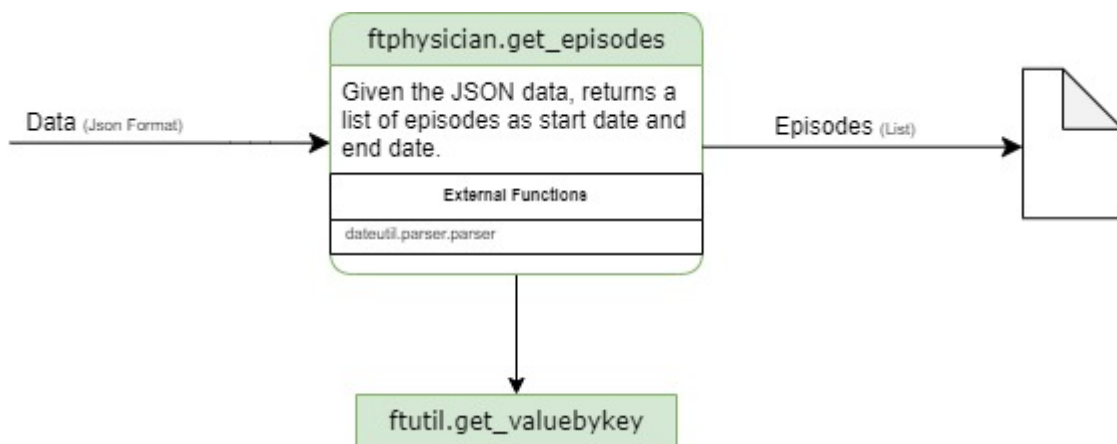 ftphysician.get_episodes
Given the JSON data, returns a
list of episodes as start date and
end date.
Data (Json Format)
Episodes (List)
External Functions
dateutil.parser.parser
ftutil.get_valuebykey